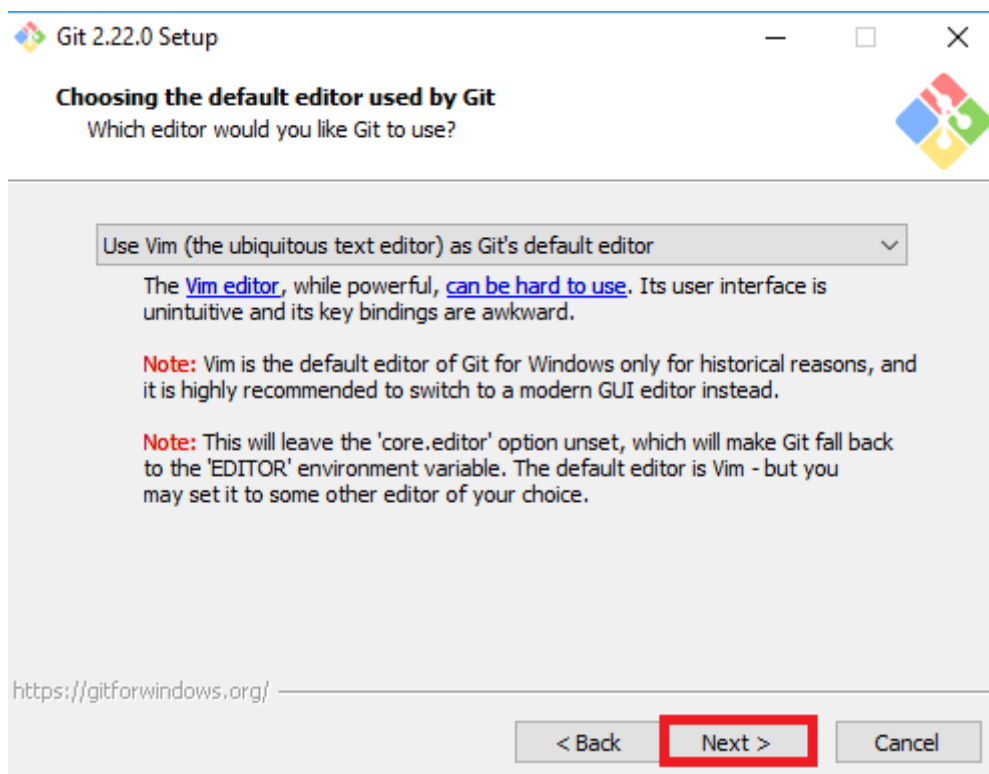 Git 2.22.0 Setup
Choosing the default editor used by Git
Which editor would you like Git to use?
Use Vim (the ubiquitous text editor) as Git's default editor
The Vim editor, while powerful, can be hard to use. Its user interface is
unintuitive and its key bindings are awkward.
Note: Vim is the default editor of Git for Windows only for historical reasons, and
it is highly recommended to switch to a modern GUI editor instead.
Note: This will leave the 'core.editor' option unset, which will make Git fall back
to the 'EDITOR' environment variable. The default editor is Vim - but you
may set it to some other editor of your choice.
https://gitforwindows.org/
< Back Next > Cancel